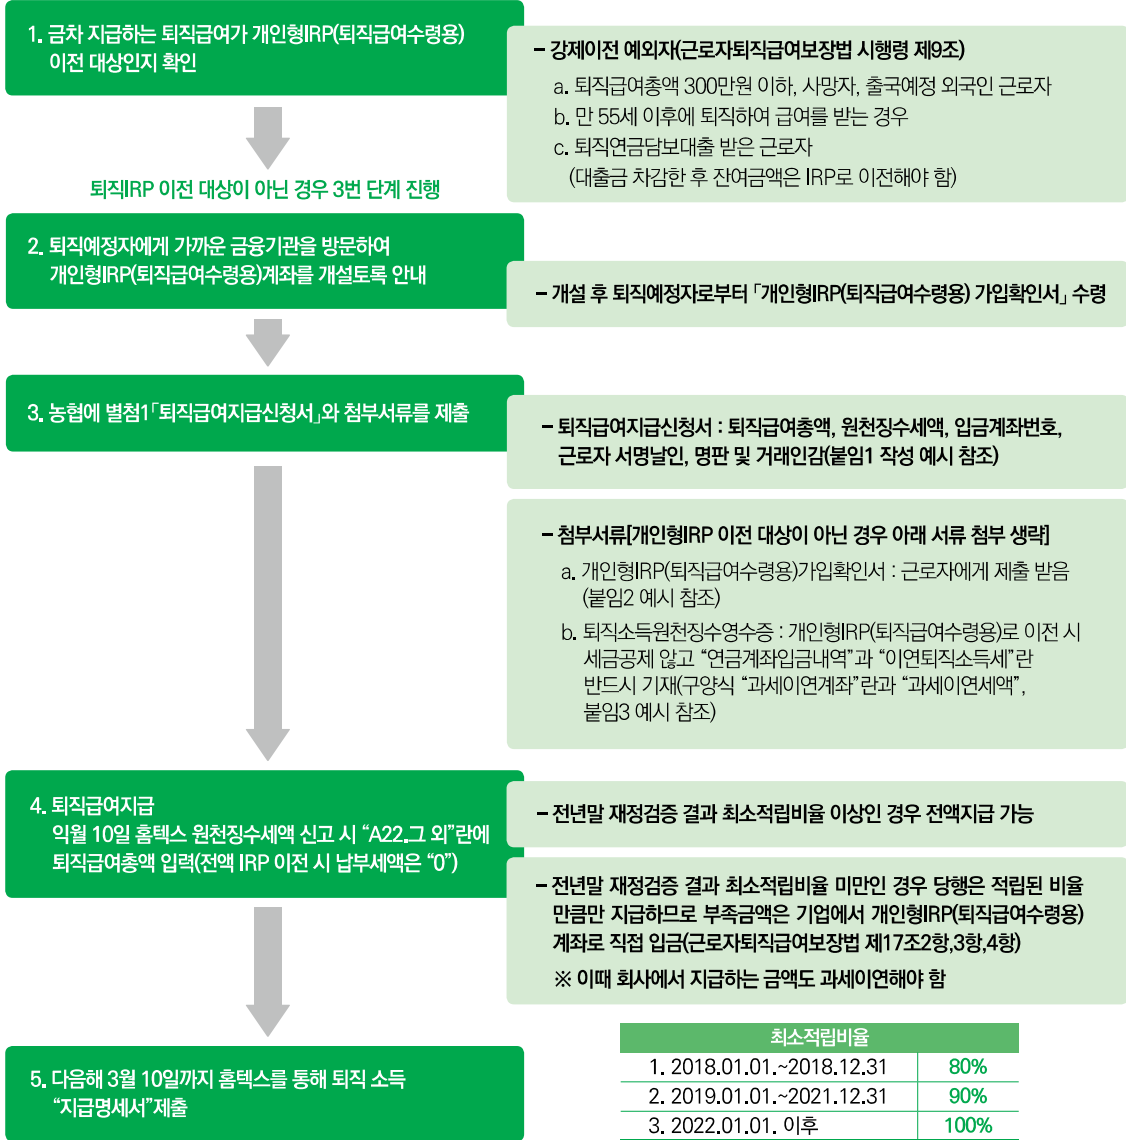 1. 금차 지급하는 퇴직급여가 개인형IRP(퇴직급여수령용)
이전 대상인지 확인
– 강제이전 예외자(근로자퇴직급여보장법 시행령 제9조)
a. 퇴직급여총액 300만원 이하, 사망자, 출국예정 외국인 근로자
b. 만 55세 이후에 퇴직하여 급여를 받는 경우
c. 퇴직연금담보대출 받은 근로자
(대출금 차감한 후 잔여금액은 IRP로 이전해야 함)
퇴직IRP 이전 대상이 아닌 경우 3번 단계 진행
2. 퇴직예정자에게 가까운 금융기관을 방문하여
개인형IRP(퇴직급여수령용)계좌를 개설토록 안내
– 개설 후 퇴직예정자로부터 「개인형IRP(퇴직급여수령용) 가입확인서」 수령
3. 농협에 별첨1「퇴직급여지급신청서」와 첨부서류를 제출
– 퇴직급여지급신청서 : 퇴직급여총액, 원천징수세액, 입금계좌번호,
근로자 서명날인, 명판 및 거래인감(붙임1 작성 예시 참조)
– 첨부서류[개인형IRP 이전 대상이 아닌 경우 아래 서류 첨부 생략]
a. 개인형IRP(퇴직급여수령용)가입확인서 : 근로자에게 제출 받음
(붙임2 예시 참조)
b. 퇴직소득원천징수영수증 : 개인형IRP(퇴직급여수령용)로 이전 시
세금공제 않고 “연금계좌입금내역”과 “이연퇴직소득세”란
반드시 기재(구양식 “과세이연계좌”란과 “과세이연세액”,
붙임3 예시 참조)
4. 퇴직급여지급
익월 10일 홈텍스 원천징수세액 신고 시 “A22.그 외”란에
퇴직급여총액 입력(전액 IRP 이전 시 납부세액은 “0”)
– 전년말 재정검증 결과 최소적립비율 이상인 경우 전액지급 가능
– 전년말 재정검증 결과 최소적립비율 미만인 경우 당행은 적립된 비율
만큼만 지급하므로 부족금액은 기업에서 개인형IRP(퇴직급여수령용)
계좌로 직접 입금(근로자퇴직급여보장법 제17조2항,3항,4항)
※ 이때 회사에서 지급하는 금액도 과세이연해야 함
5. 다음해 3월 10일까지 홈텍스를 통해 퇴직 소득
“지급명세서”제출
최소적립비율
1. 2018.01.01.~2018.12.31 80%
2. 2019.01.01.~2021.12.31 90%
3. 2022.01.01. 이후 100%